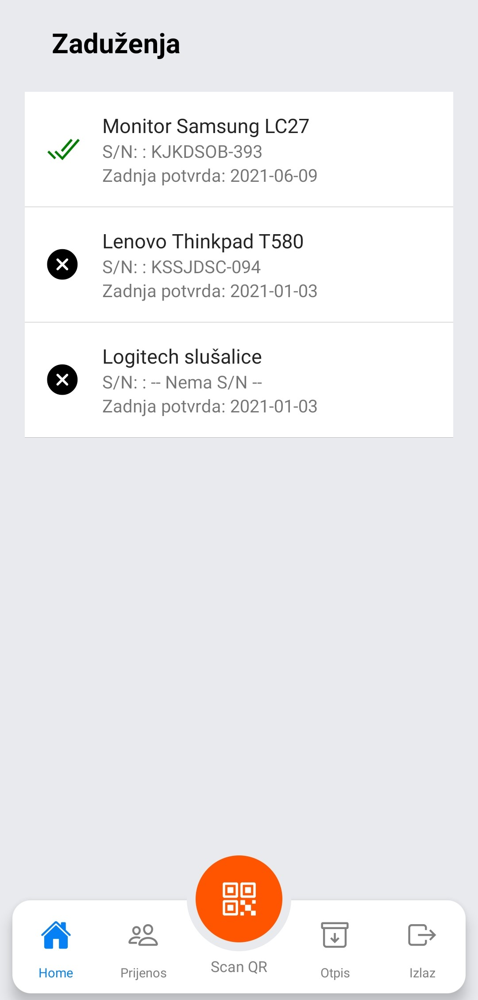 Zaduženja
Monitor Samsung LC27
S/N: : KJKDSOB-393
Zadnja potvrda: 2021-06-09
Lenovo Thinkpad T580
S/N: : KSSJDSC-094
Zadnja potvrda: 2021-01-03
Logitech slušalice
S/N: : -- Nema S/N --
Zadnja potvrda: 2021-01-03
Home
Prijenos
Scan QR
Otpis
Izlaz